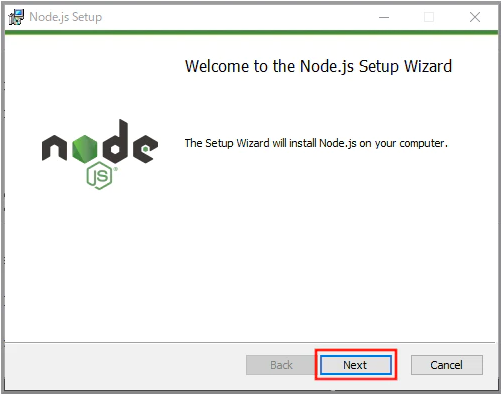 Node.js Setup
Welcome to the Node.js Setup Wizard
node
JS
The Setup Wizard will install Node.js on your computer.
Back
Next
Cancel